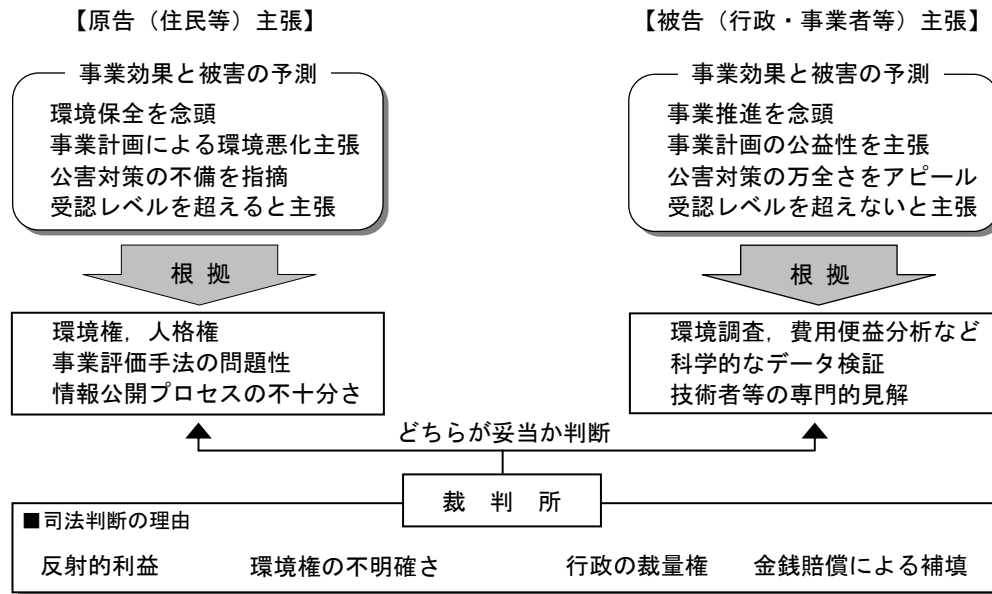 【原告（住民等）主張】
事業効果と被害の予測
環境保全を念頭
事業計画による環境悪化主張
公害対策の不備を指摘
受認レベルを超えると主張
根 拠
環境権，人格権
事業評価手法の問題性
情報公開プロセスの不十分さ
【被告（行政・事業者等）主張】
事業効果と被害の予測
事業推進を念頭
事業計画の公益性を主張
公害対策の万全さをアピール
受認レベルを超えないと主張
根 拠
環境調査，費用便益分析など
科学的なデータ検証
技術者等の専門的見解
どちらが妥当か判断
裁 判 所
■司法判断の理由
反射的利益 環境権の不明確さ 行政の裁量権 金銭賠償による補填